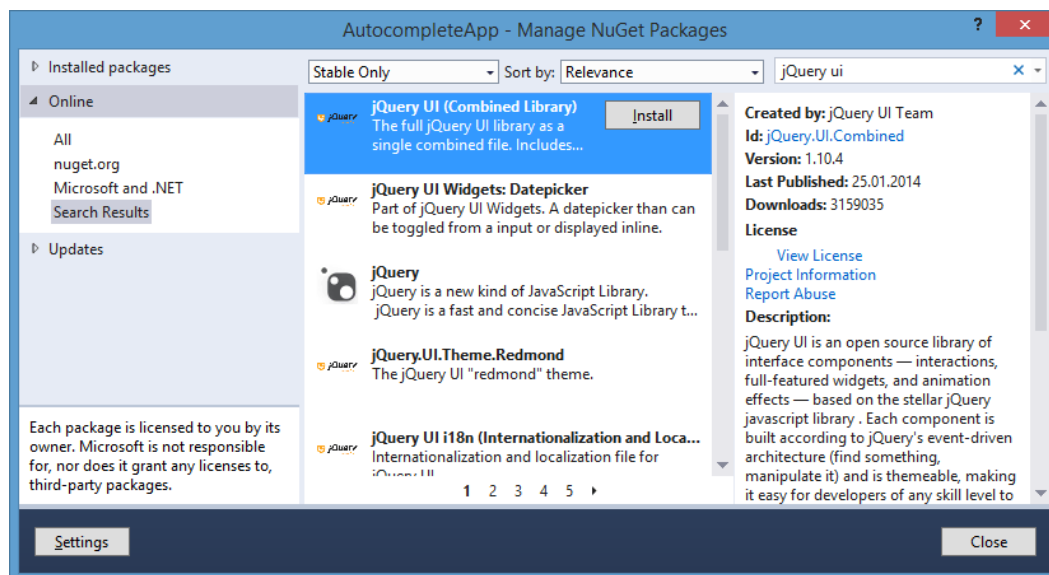 AutocompleteApp - Manage NuGet Packages
?
Installed packages
Online
All
nuget.org
Microsoft and .NET
Search Results
Updates
Each package is licensed to you by its
owner. Microsoft is not responsible
for, nor does it grant any licenses to,
third-party packages.
Stable Only
Sort by: Relevance
jQuery UI (Combined Library)
The full jQuery UI library as a
single combined file. Includes...
Install
jQuery UI Widgets: Datepicker
Part of jQuery UI Widgets. A datepicker than can
be toggled from a input or displayed inline.
jQuery
jQuery is a new kind of JavaScript Library.
jQuery is a fast and concise JavaScript Library t...
jQuery.UI.Theme.Redmond
The jQuery UI "redmond" theme.
jQuery UI i18n (Internationalization and Loca...
Internationalization and localization file for
jQuery UI
1 2 3 4 5
jQuery ui
Created by: jQuery UI Team
Id: jQuery.UI.Combined
Version: 1.10.4
Last Published: 25.01.2014
Downloads: 3159035
License
View License
Project Information
Report Abuse
Description:
jQuery UI is an open source library of
interface components — interactions,
full-featured widgets, and animation
effects — based on the stellar jQuery
javascript library . Each component is
built according to jQuery's event-driven
architecture (find something,
manipulate it) and is themeable, making
it easy for developers of any skill level to
Settings
Close